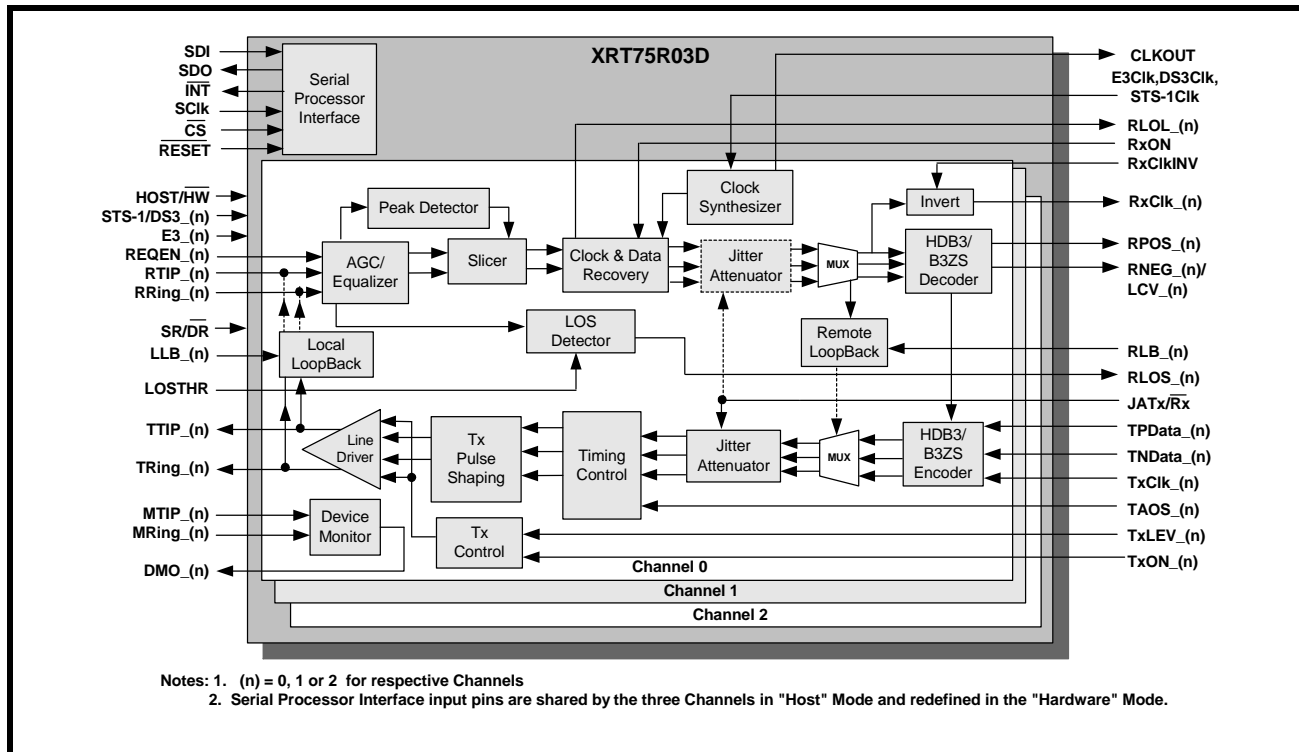 XRT75R03D
SDI
SDO
INT
SClk
CS
RESET
Serial
Processor
Interface
HOST/HW
STS-1/DS3_(n)
E3_(n)
REQEN_(n)
RTIP_(n)
RRing_(n)
SR/DR
LLB_(n)
LOSTHR
TTIP_(n)
TRing_(n)
MTIP_(n)
MRing_(n)
DMO_(n)
Peak Detector
AGC/
Equalizer
Slicer
Clock & Data
Recovery
Clock
Synthesizer
Jitter
Attenuator
MUX
Invert
HDB3/
B3ZS
Decoder
LOS
Detector
Remote
LoopBack
Local
LoopBack
Line
Driver
Tx
Pulse
Shaping
Timing
Control
Jitter
Attenuator
MUX
HDB3/
B3ZS
Encoder
Device
Monitor
Tx
Control
Channel 0
Channel 1
Channel 2
CLKOUT
E3Clk,DS3Clk,
STS-1Clk
RLOL_(n)
RxON
RxClkINV
RxClk_(n)
RPOS_(n)
RNEG_(n)/
LCV_(n)
RLB_(n)
RLOS_(n)
JATx/Rx
TPData_(n)
TNData_(n)
TxClk_(n)
TAOS_(n)
TxLEV_(n)
TxON_(n)
Notes: 1. (n) = 0, 1 or 2 for respective Channels
2. Serial Processor Interface input pins are shared by the three Channels in "Host" Mode and redefined in the "Hardware" Mode.